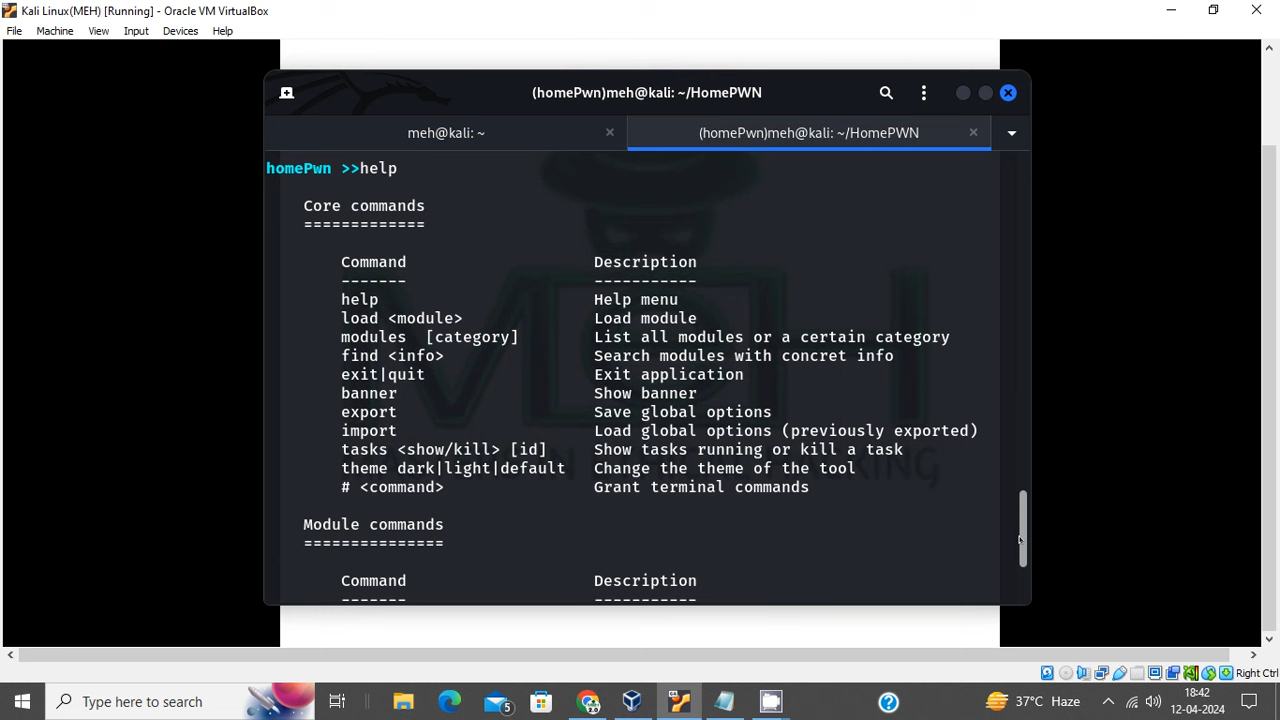 Kali Linux(MEH) [Running] - Oracle VM VirtualBox
File Machine View Input Devices Help
(homePwn)meh@kali: ~/HomePWN
meh@kali: ~
(homePwn)meh@kali: ~/HomePWN
homePwn >>help
Core commands
=============
Command Description
------- -----------
help Help menu
load <module> Load module
modules [category] List all modules or a certain category
find <info> Search modules with concret info
exit|quit Exit application
banner Show banner
export Save global options
import Load global options (previously exported)
tasks <show/kill> [id] Show tasks running or kill a task
theme dark|light|default Change the theme of the tool
# <command> Grant terminal commands
Module commands
===============
Command Description
------- -----------
Right Ctrl
Type here to search
5
37°C Haze
18:42
12-04-2024